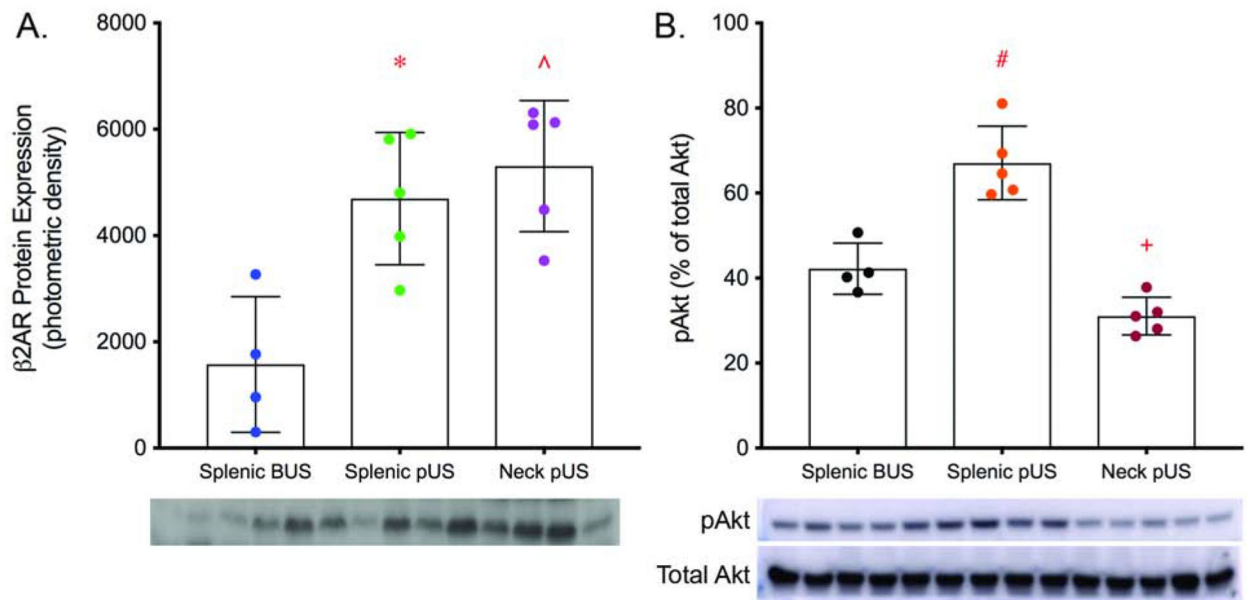 A.
β2AR Protein Expression
(photometric density)
8000
6000
4000
2000
0
*
^
Splenic BUS Splenic pUS Neck pUS
B.
pAkt (% of total Akt)
100
80
60
40
20
0
#
+
Splenic BUS Splenic pUS Neck pUS
pAkt
Total Akt